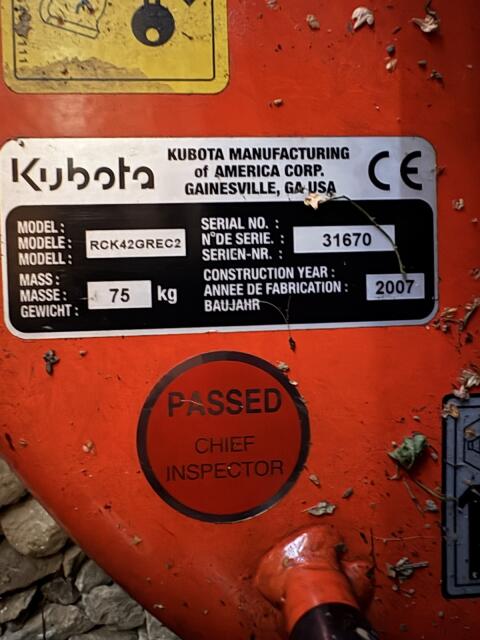 Kubota
KUBOTA MANUFACTURING
of AMERICA CORP.
GAINESVILLE, GA USA
CE
MODEL :
MODELE :
MODELL :
RCK42GREC2
SERIAL NO. :
N°DE SERIE. :
SERIEN-NR. :
31670
MASS :
MASSE :
GEWICHT :
75 kg
CONSTRUCTION YEAR :
ANNEE DE FABRICATION :
BAUJAHR
2007
PASSED
CHIEF
INSPECTOR